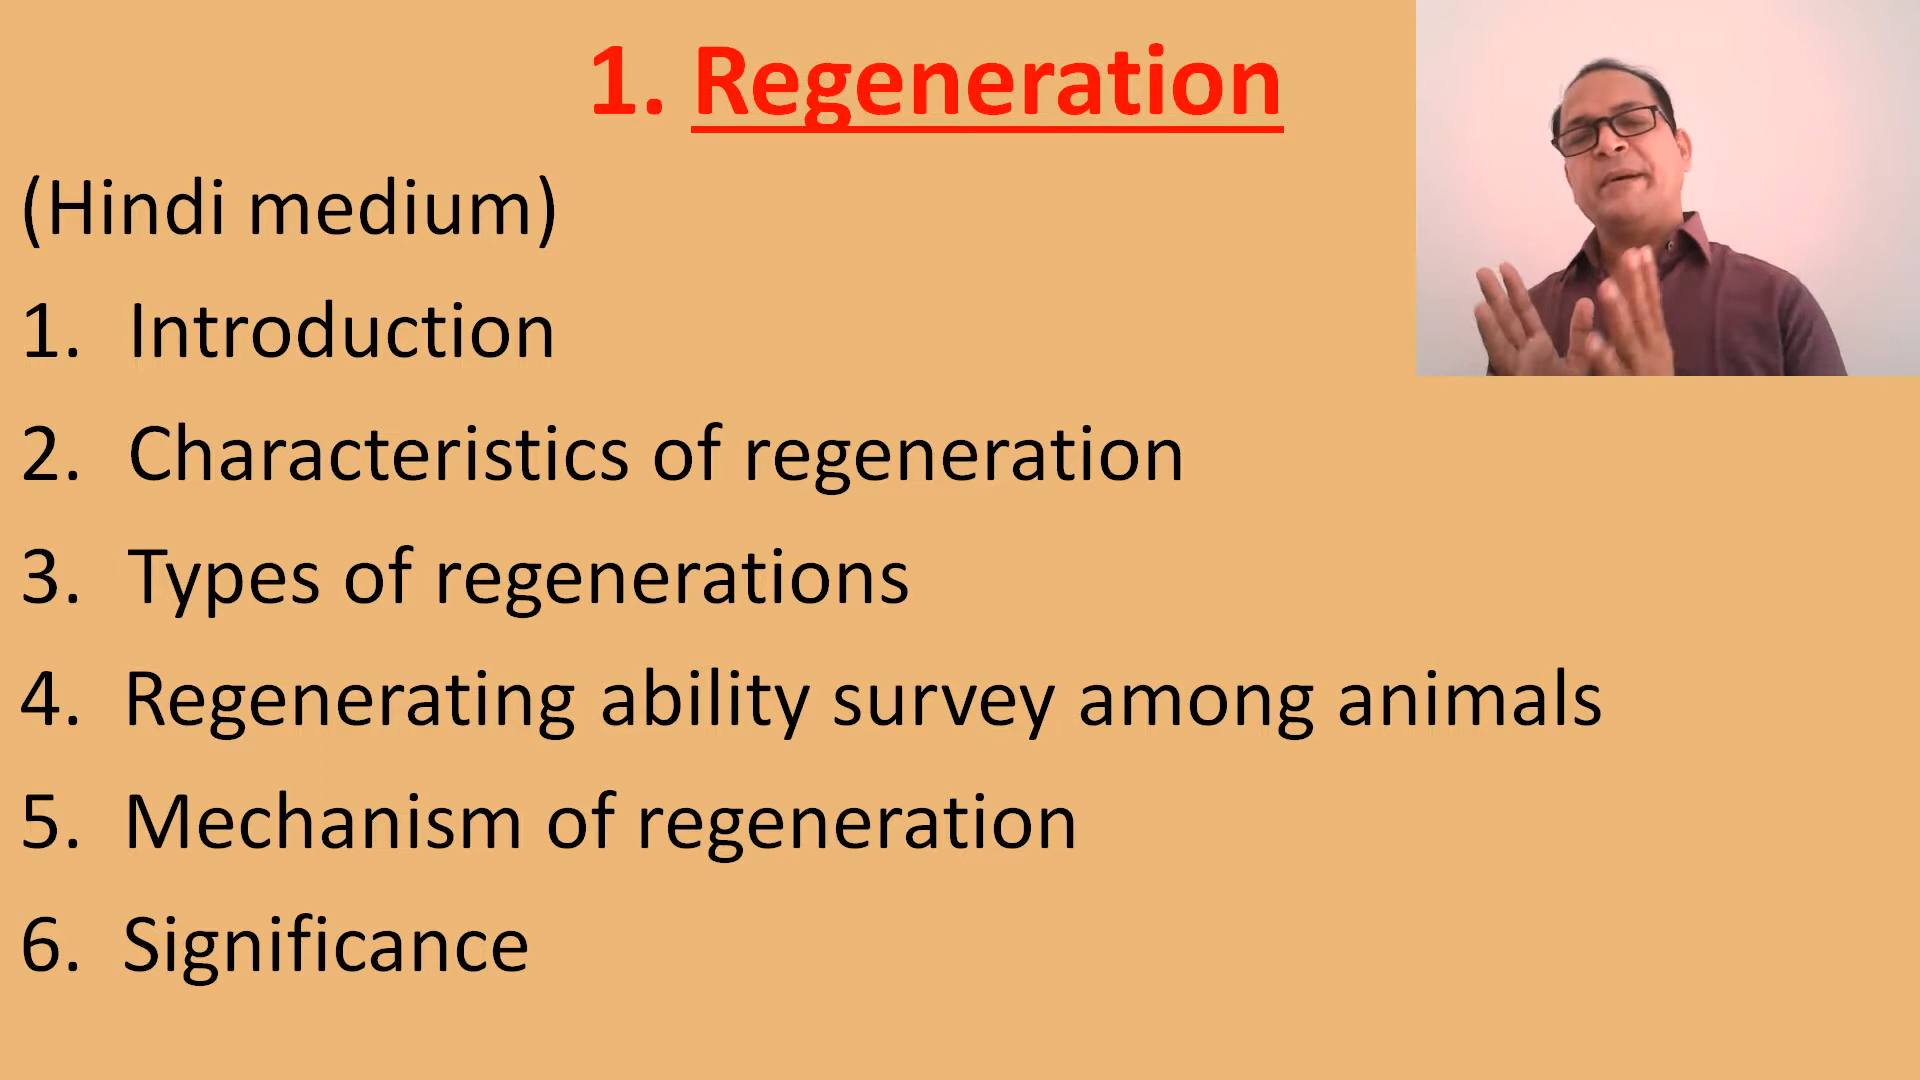 1. Regeneration
(Hindi medium)
1. Introduction
2. Characteristics of regeneration
3. Types of regenerations
4. Regenerating ability survey among animals
5. Mechanism of regeneration
6. Significance